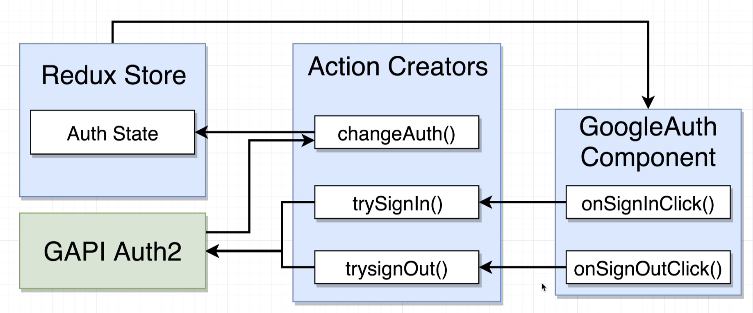 Redux Store
Auth State
GAPI Auth2
Action Creators
changeAuth()
trySignIn()
trysignOut()
GoogleAuth
Component
onSignInClick()
onSignOutClick()